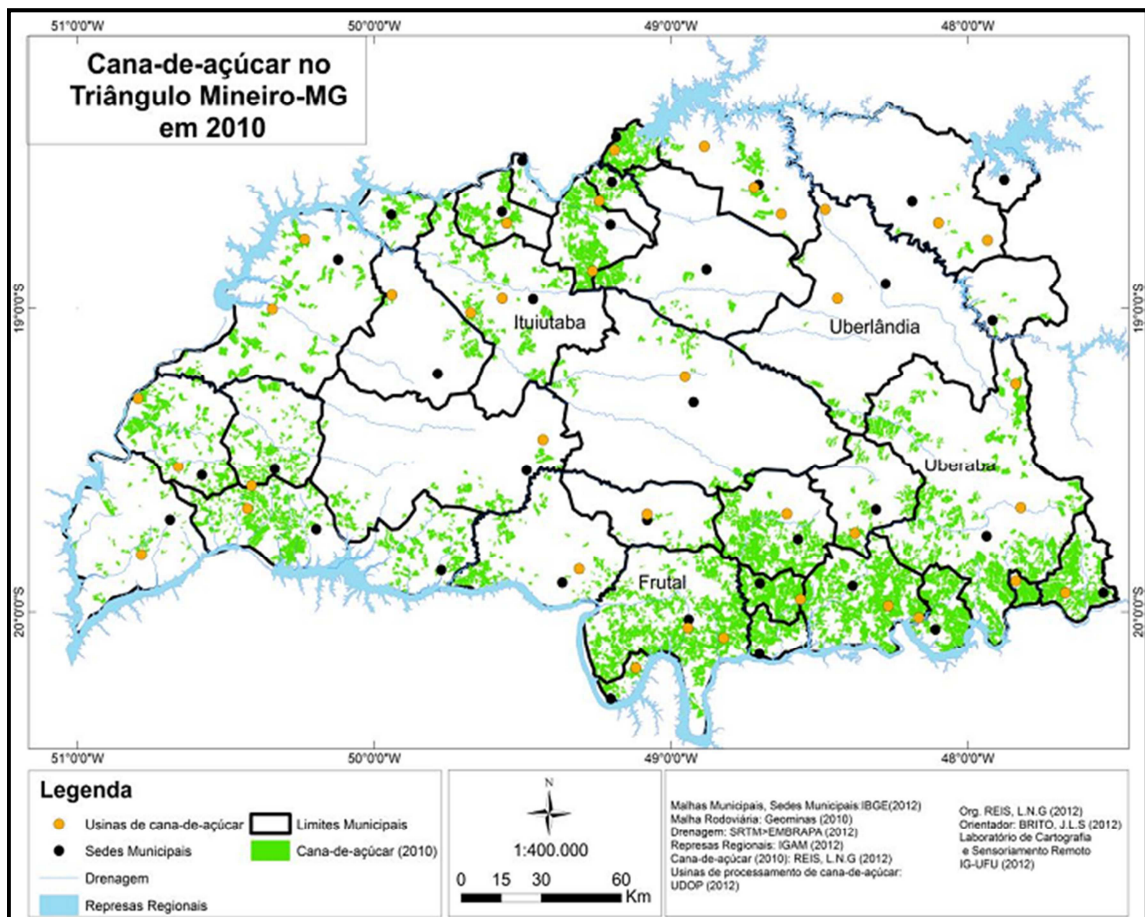 51°0'0"W 50°0'0"W 49°0'0"W 48°0'0"W
Cana-de-açúcar no
Triângulo Mineiro-MG
em 2010
19°0'0"S 19°0'0"S
Ituiutaba
Uberlândia
Uberaba
Frutal
20°0'0"S 20°0'0"S
51°0'0"W 50°0'0"W 49°0'0"W 48°0'0"W
Legenda
Usinas de cana-de-açúcar
Sedes Municipais
Drenagem
Represas Regionais
Limites Municipais
Cana-de-açúcar (2010)
N
1:400.000
0 15 30 60
Km
Malhas Municipais, Sedes Municipais:IBGE(2012)
Malha Rodoviária: Geominas (2010)
Drenagem: SRTM>EMBRAPA (2012)
Represas Regionais: IGAM (2012)
Cana-de-açúcar (2010): REIS, L.N.G (2012)
Usinas de processamento de cana-de-açúcar:
UDOP (2012)
Org. REIS, L.N.G (2012)
Orientador: BRITO, J.L.S (2012)
Laboratório de Cartografia
e Sensoriamento Remoto
IG-UFU (2012)